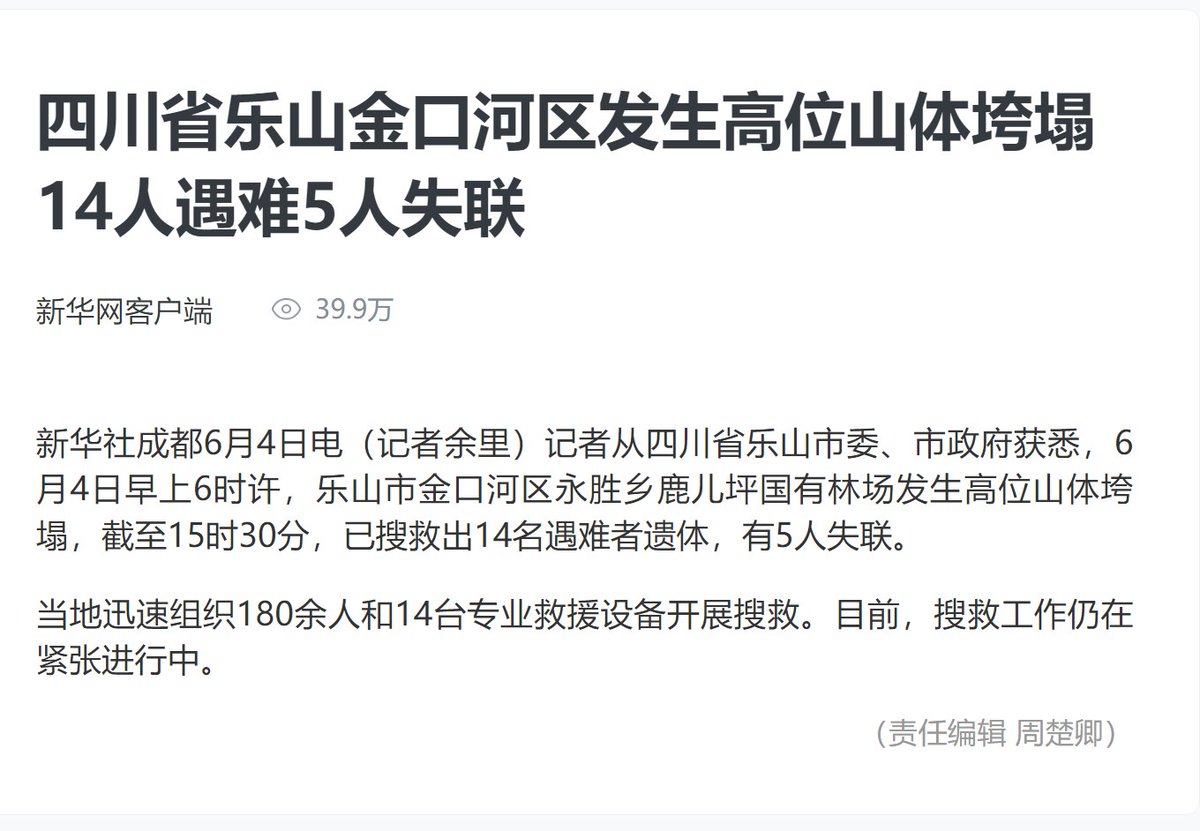 四川省乐山金口河区发生高位山体垮塌
14人遇难5人失联
新华网客户端 39.9万
新华社成都6月4日电（记者余里）记者从四川省乐山市委、市政府获悉，6
月4日早上6时许，乐山市金口河区永胜乡鹿儿坪国有林场发生高位山体垮
塌，截至15时30分，已搜救出14名遇难者遗体，有5人失联。
当地迅速组织180余人和14台专业救援设备开展搜救。目前，搜救工作仍在
紧张进行中。
（责任编辑 周楚卿）